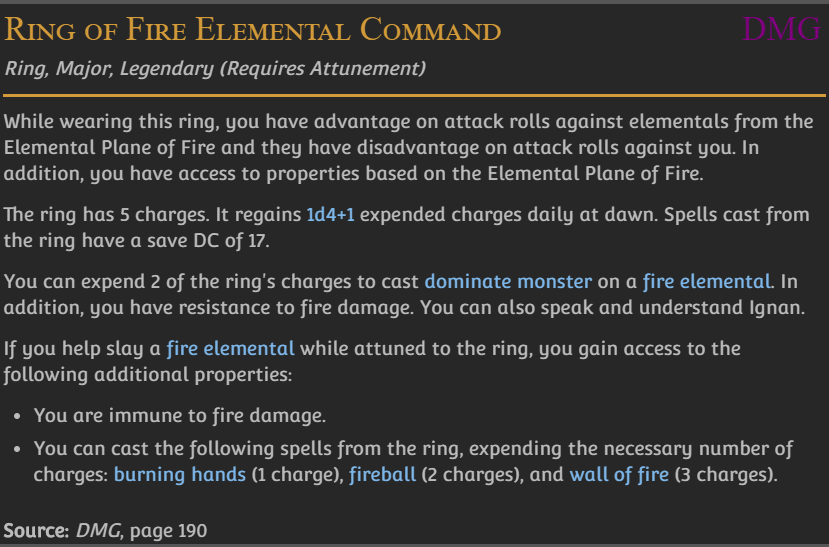 Ring of Fire Elemental Command DMG
Ring, Major, Legendary (Requires Attunement)
While wearing this ring, you have advantage on attack rolls against elementals from the
Elemental Plane of Fire and they have disadvantage on attack rolls against you. In
addition, you have access to properties based on the Elemental Plane of Fire.
The ring has 5 charges. It regains 1d4+1 expended charges daily at dawn. Spells cast from
the ring have a save DC of 17.
You can expend 2 of the ring's charges to cast dominate monster on a fire elemental. In
addition, you have resistance to fire damage. You can also speak and understand Ignan.
If you help slay a fire elemental while attuned to the ring, you gain access to the
following additional properties:
• You are immune to fire damage.
• You can cast the following spells from the ring, expending the necessary number of
charges: burning hands (1 charge), fireball (2 charges), and wall of fire (3 charges).
Source: DMG, page 190